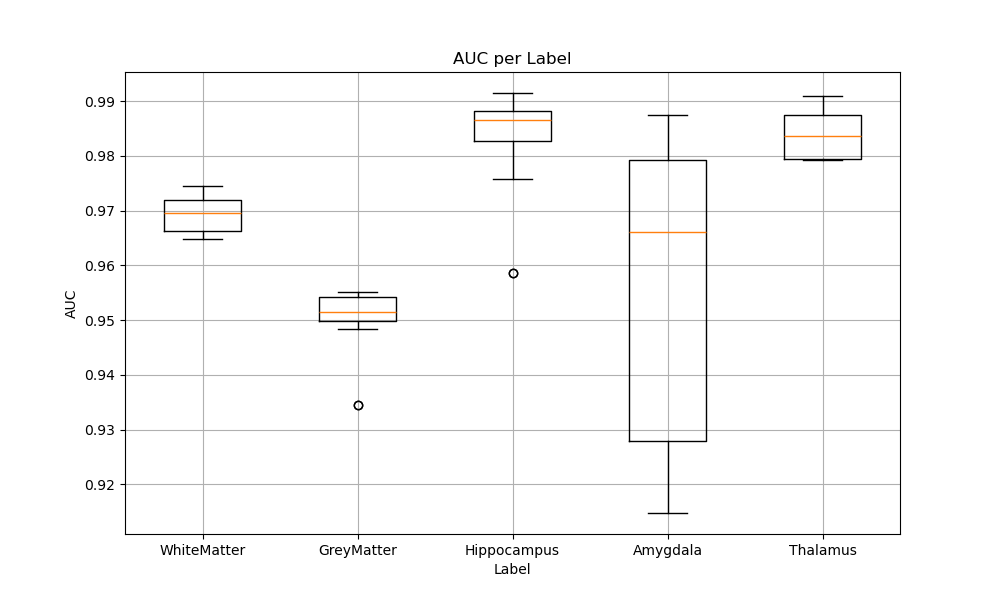 AUC per Label
AUC
0.99
0.98
0.97
0.96
0.95
0.94
0.93
0.92
WhiteMatter GreyMatter Hippocampus Amygdala Thalamus
Label